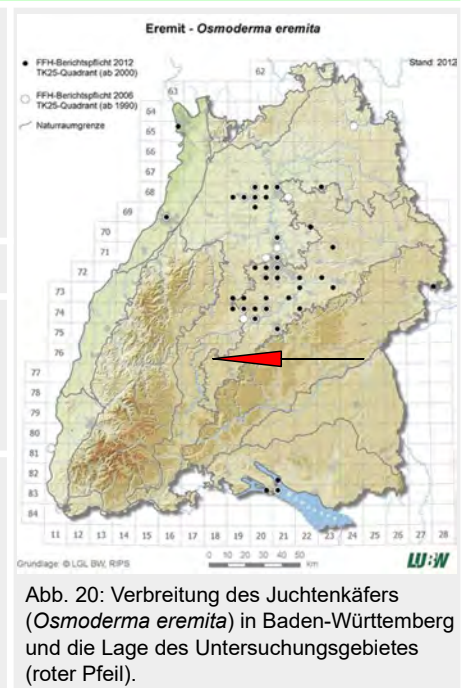 Eremit - Osmoderma eremita
FFH-Berichtspflicht 2012
TK25-Quadrant (ab 2000)
FFH-Berichtspflicht 2006
TK25-Quadrant (ab 1990)
Naturraumgrenze
Stand: 2012
62
63
64
65
66
67
68
69
70
71
72
73
74
75
76
77
78
79
80
81
82
83
84
11 12 13 14 15 16 17 18 19 20 21 22 23 24 25 26 27 28
Grundlage: © LGL BW, RIPS
0 10 20 30 40 50
km
LUBW
Abb. 20: Verbreitung des Juchtenkäfers
(Osmoderma eremita) in Baden-Württemberg
und die Lage des Untersuchungsgebietes
(roter Pfeil).